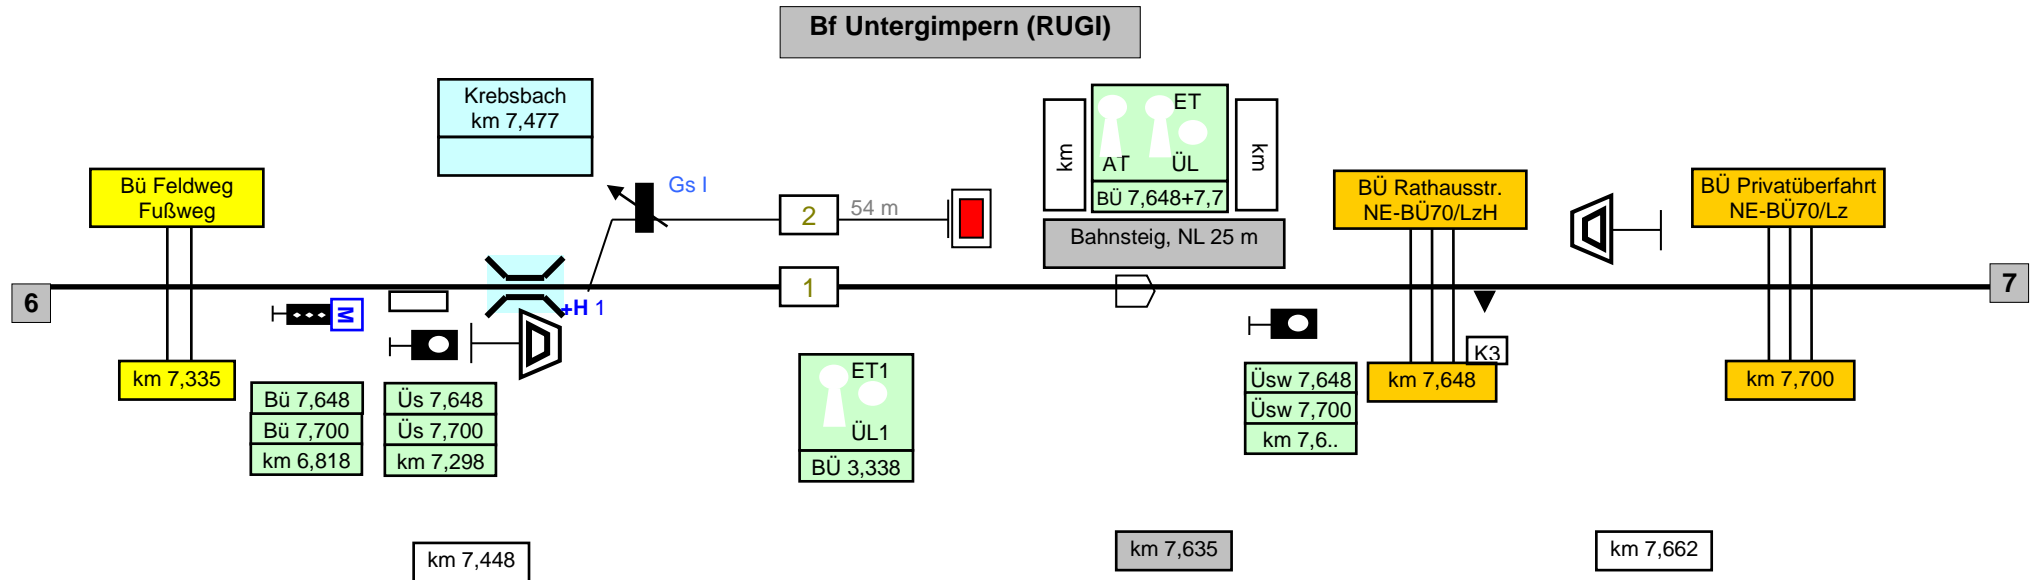 Bf Untergimpern (RUGI)
Krebsbach
km 7,477
Bü Feldweg
Fußweg
Gs I
2
54 m
km
ET
AT
ÜL
BÜ 7,648+7,7
km
Bahnsteig, NL 25 m
BÜ Rathausstr.
NE-BÜ70/LzH
BÜ Privatüberfahrt
NE-BÜ70/Lz
6
1
7
M
+H 1
km 7,335
Bü 7,648
Bü 7,700
km 6,818
Üs 7,648
Üs 7,700
km 7,298
ET1
ÜL1
BÜ 3,338
Üsw 7,648
Üsw 7,700
km 7,6..
K3
km 7,648
km 7,700
km 7,448
km 7,635
km 7,662